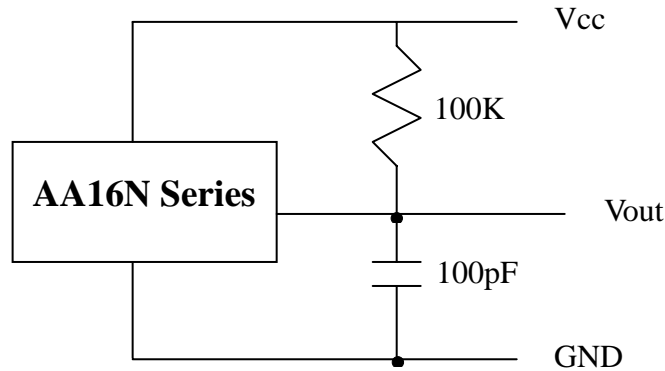 Vcc
100K
AA16N Series
Vout
100pF
GND